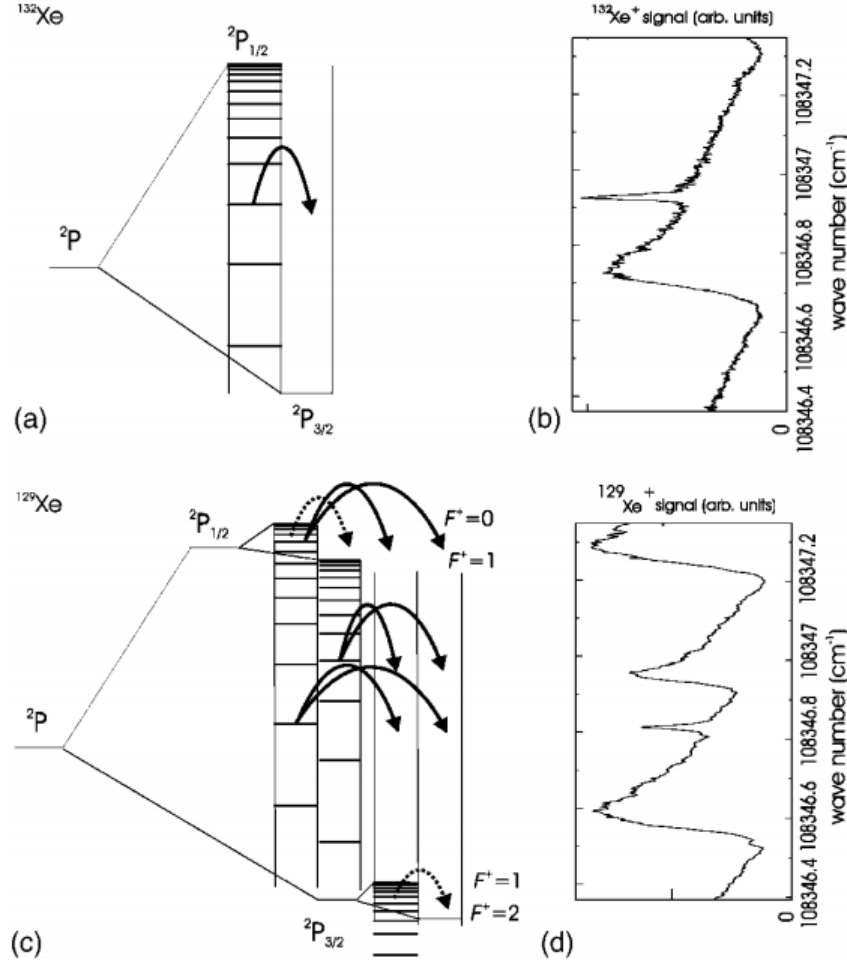 ¹³²Xe
²P₁/₂
²P
²P₃/₂
(a)
¹³²Xe⁺ signal (arb. units)
108347.2
108347
108346.8
108346.6
108346.4
0
wave number (cm⁻¹)
(b)
¹²⁹Xe
²P₁/₂
F⁺=0
F⁺=1
²P
F⁺=1
F⁺=2
²P₃/₂
(c)
¹²⁹Xe⁺ signal (arb. units)
108347.2
108347
108346.8
108346.6
108346.4
0
wave number (cm⁻¹)
(d)